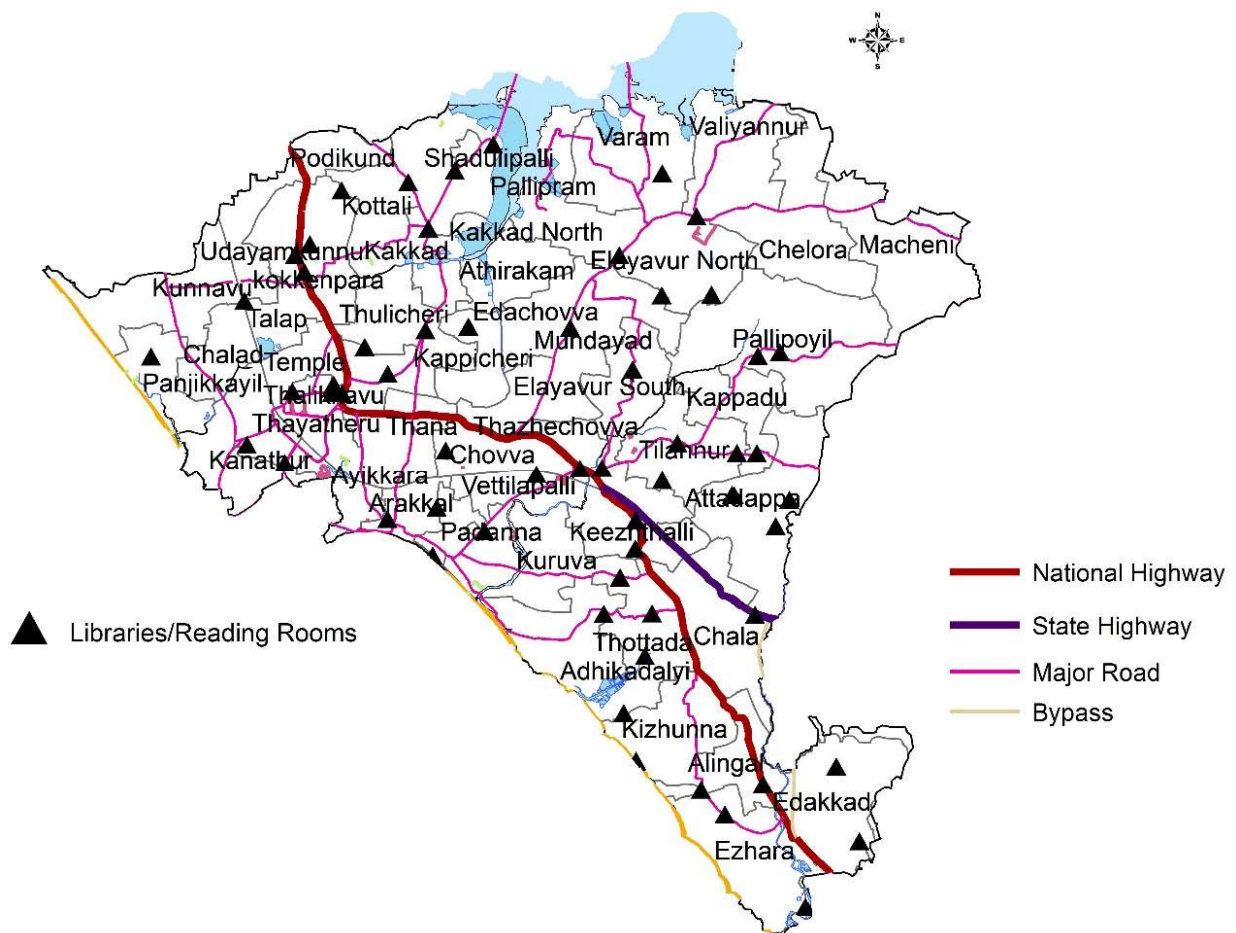 N
W E
S
Varam
Valiyannur
Podikund
Shadulipalli
Pallipram
Kottali
Kakkad North
Udayamkunnu
Kakkad
Macheni
Chelora
Elayavur North
Athirakam
kokkenpara
Kunnavu
Talap
Thulicheri
Edachovva
Mundayad
Pallipoyil
Chalad
Temple
Kappicheri
Panjikkayil
Elayavur South
Kappadu
Thalikkavu
Thayatheru
Thana
Thazhechovva
Tilannur
Chovva
Kanathur
Ayikkara
Vettilapalli
Attadappa
Arakkal
Padanna
Keezhthalli
Kuruva
National Highway
Libraries/Reading Rooms
State Highway
Thottada
Chala
Adhikadalyi
Major Road
Bypass
Kizhunna
Alingal
Edakkad
Ezhara